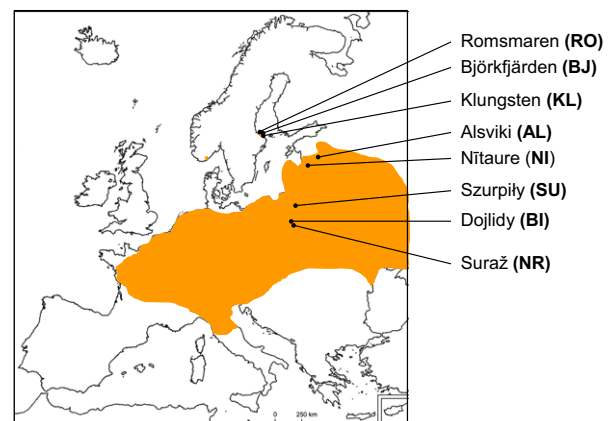 Romsmaren (RO)
Björkfjärden (BJ)
Klungsten (KL)
Alsviki (AL)
Nītaure (NI)
Szurpiły (SU)
Dojlidy (BI)
Suraž (NR)
0 250 km